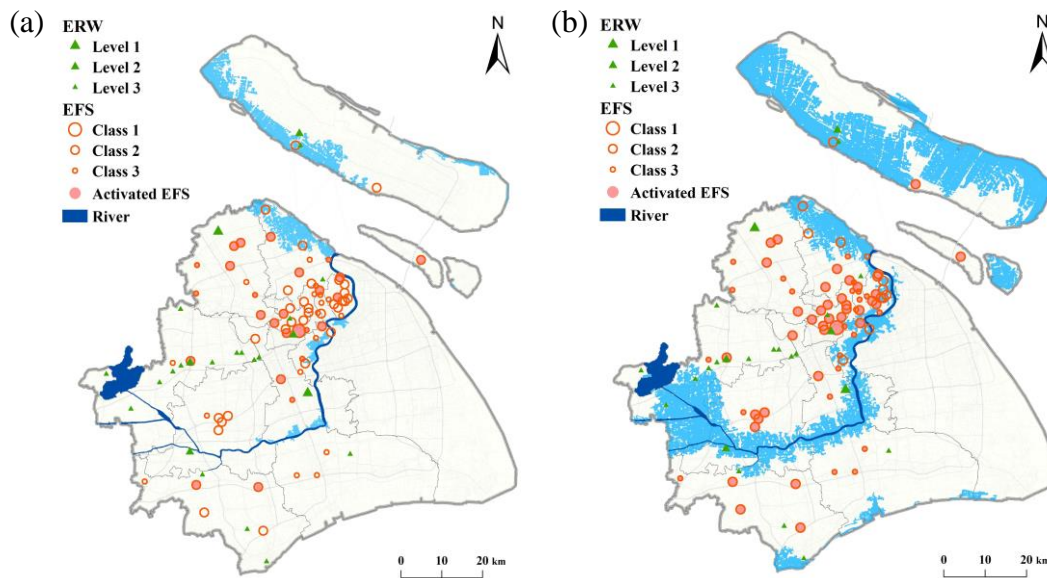 (a)
N
ERW
Level 1
Level 2
Level 3
EFS
Class 1
Class 2
Class 3
Activated EFS
River
0 10 20 km
(b)
N
ERW
Level 1
Level 2
Level 3
EFS
Class 1
Class 2
Class 3
Activated EFS
River
0 10 20 km